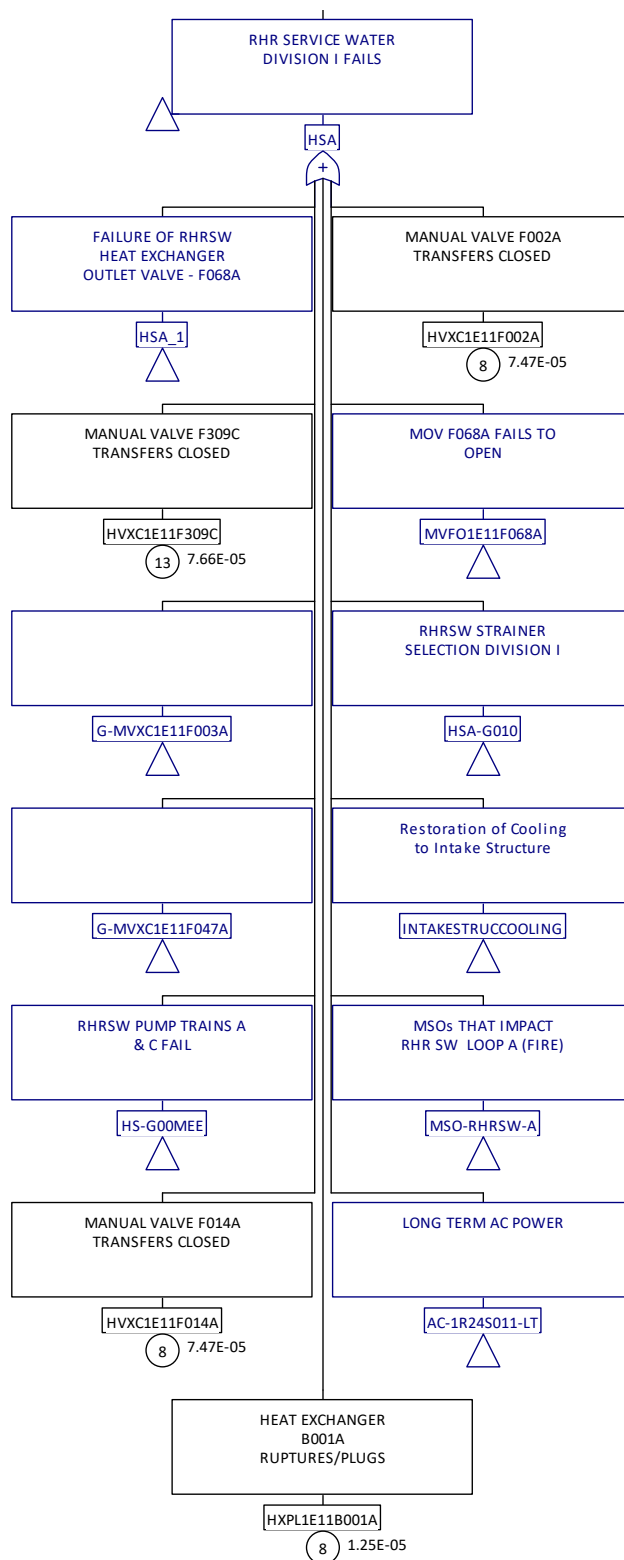 RHR SERVICE WATER
DIVISION I FAILS
HSA
+
FAILURE OF RHRSW
HEAT EXCHANGER
OUTLET VALVE - F068A
HSA_1
MANUAL VALVE F002A
TRANSFERS CLOSED
HVXC1E11F002A
8 7.47E-05
MANUAL VALVE F309C
TRANSFERS CLOSED
HVXC1E11F309C
13 7.66E-05
MOV F068A FAILS TO
OPEN
MVFO1E11F068A
G-MVXC1E11F003A
RHRSW STRAINER
SELECTION DIVISION I
HSA-G010
G-MVXC1E11F047A
Restoration of Cooling
to Intake Structure
INTAKESTRUCCOOLING
RHRSW PUMP TRAINS A
& C FAIL
HS-G00MEE
MSOs THAT IMPACT
RHR SW LOOP A (FIRE)
MSO-RHRSW-A
MANUAL VALVE F014A
TRANSFERS CLOSED
HVXC1E11F014A
8 7.47E-05
LONG TERM AC POWER
AC-1R24S011-LT
HEAT EXCHANGER
B001A
RUPTURES/PLUGS
HXPL1E11B001A
8 1.25E-05